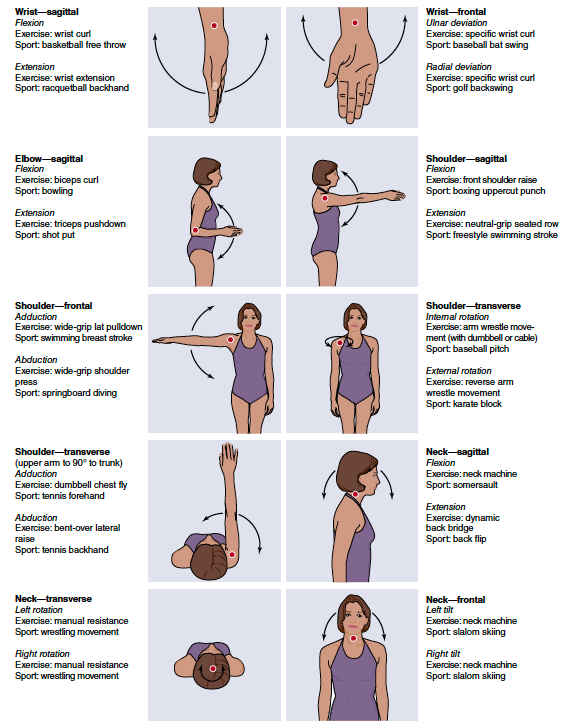 Wrist—sagittal
Flexion
Exercise: wrist curl
Sport: basketball free throw
Extension
Exercise: wrist extension
Sport: racquetball backhand
Wrist—frontal
Ulnar deviation
Exercise: specific wrist curl
Sport: baseball bat swing
Radial deviation
Exercise: specific wrist curl
Sport: golf backswing
Elbow—sagittal
Flexion
Exercise: biceps curl
Sport: bowling
Extension
Exercise: triceps pushdown
Sport: shot put
Shoulder—sagittal
Flexion
Exercise: front shoulder raise
Sport: boxing uppercut punch
Extension
Exercise: neutral-grip seated row
Sport: freestyle swimming stroke
Shoulder—frontal
Adduction
Exercise: wide-grip lat pulldown
Sport: swimming breast stroke
Abduction
Exercise: wide-grip shoulder
press
Sport: springboard diving
Shoulder—transverse
Internal rotation
Exercise: arm wrestle move-
ment (with dumbbell or cable)
Sport: baseball pitch
External rotation
Exercise: reverse arm
wrestle movement
Sport: karate block
Shoulder—transverse
(upper arm to 90° to trunk)
Adduction
Exercise: dumbbell chest fly
Sport: tennis forehand
Abduction
Exercise: bent-over lateral
raise
Sport: tennis backhand
Neck—sagittal
Flexion
Exercise: neck machine
Sport: somersault
Extension
Exercise: dynamic
back bridge
Sport: back flip
Neck—transverse
Left rotation
Exercise: manual resistance
Sport: wrestling movement
Right rotation
Exercise: manual resistance
Sport: wrestling movement
Neck—frontal
Left tilt
Exercise: neck machine
Sport: slalom skiing
Right tilt
Exercise: neck machine
Sport: slalom skiing